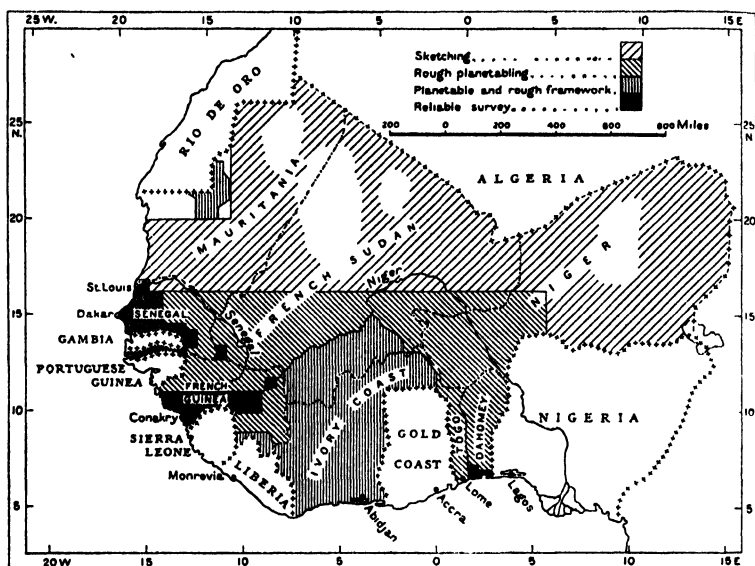 25 W. 20 15 10 5 0 5 10 15 E
Sketching
Rough planetabling
Planetable and rough framework.
Reliable survey
200 0 200 400 600 800 Miles
25
N.
20
15
10
5
25
N.
20
15
10
5
RIO DE ORO
ALGERIA
MAURITANIA
FRENCH SUDAN
NIGER
Niger
St. Louis
Dakar
SENEGAL
Senegal
GAMBIA
PORTUGUESE
GUINEA
FRENCH
GUINEA
Conakry
SIERRA
LEONE
Monrovia
LIBERIA
IVORY COAST
GOLD
COAST
TOGO
DAHOMEY
NIGERIA
Abidjan
Accra
Lome
Lagos
20 W 15 10 5 0 5 10 15 E